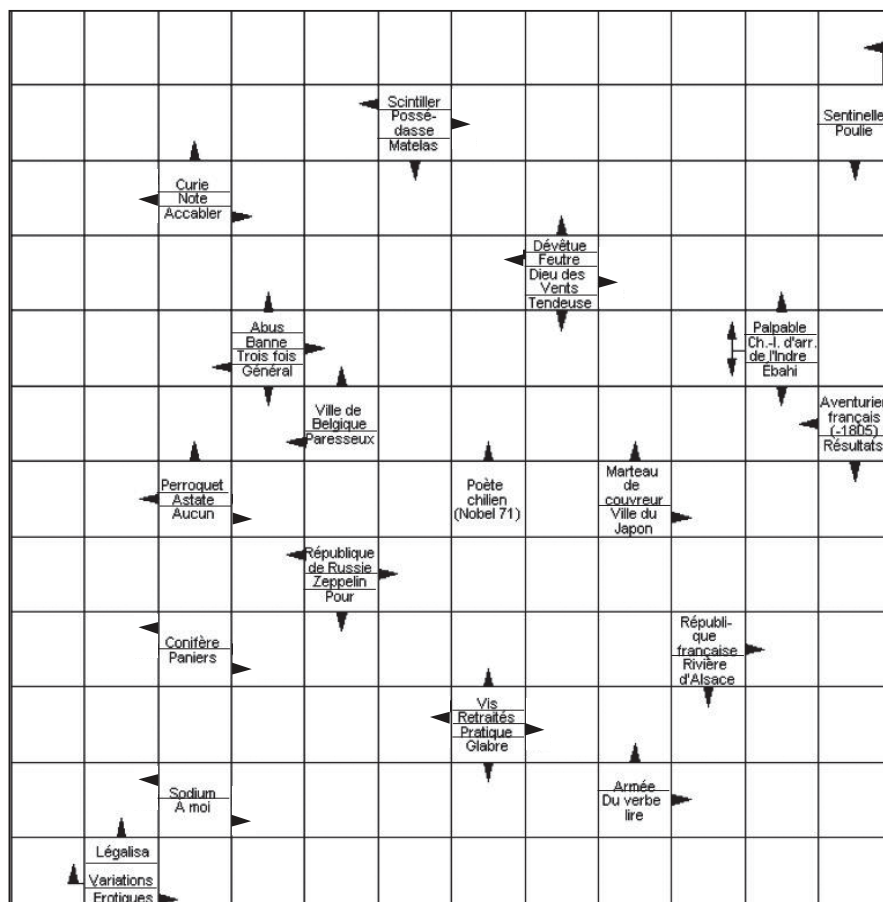 Scintiller
Possé-
dasse
Matelas
Sentinelle
Poulie
Curie
Note
Accabler
Dévêtue
Feutre
Dieu des
Vents
Tendeuse
Abus
Banne
Trois fois
Général
Palpable
Ch.-l. d'arr.
de l'Indre
Ébahi
Ville de
Belgique
Paresseux
Aventurier
français
(-1805)
Résultats
Perroquet
Astate
Aucun
Poète
chilien
(Nobel 71)
Marteau
de
couvreur
Ville du
Japon
République
de Russie
Zeppelin
Pour
Conifère
Paniers
Républi-
que
française
Rivière
d'Alsace
Vis
Retraités
Pratique
Glabre
Sodium
A moi
Armée
Du verbe
lire
Légalisa
Variations
Erotiques